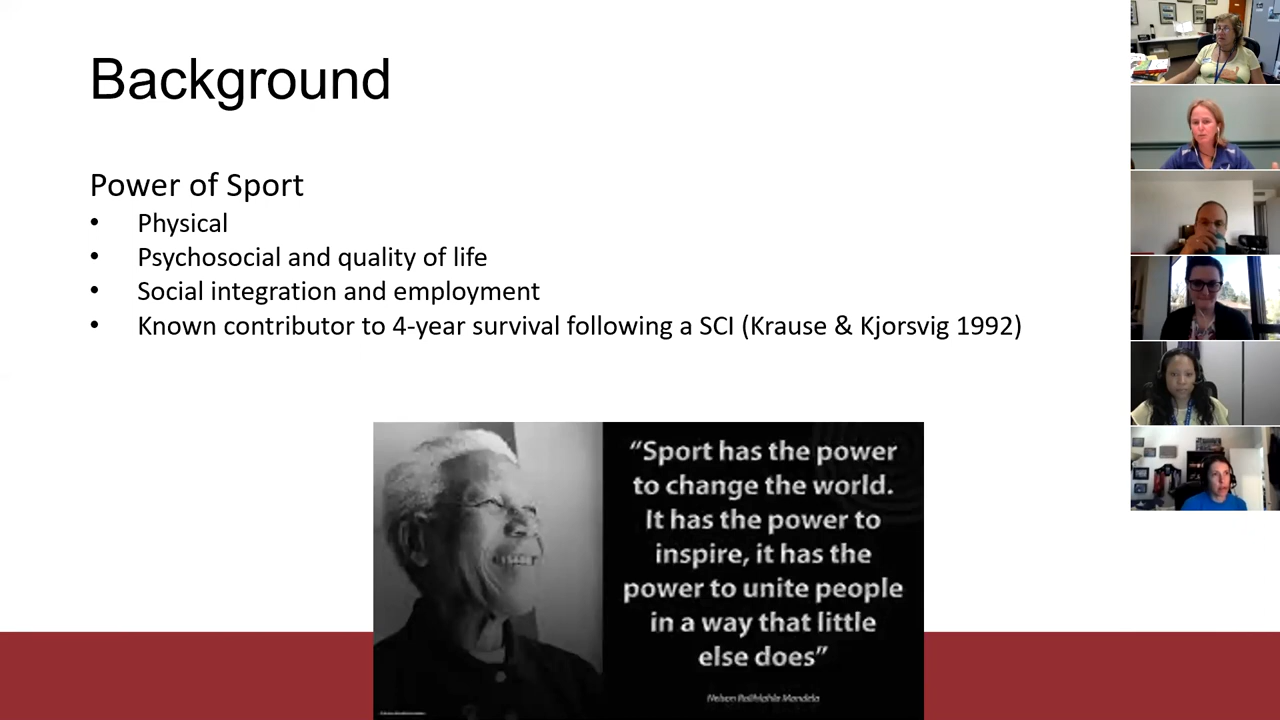 Background
Power of Sport
• Physical
• Psychosocial and quality of life
• Social integration and employment
• Known contributor to 4-year survival following a SCI (Krause & Kjorsvig 1992)
“Sport has the power
to change the world.
It has the power to
inspire, it has the
power to unite people
in a way that little
else does”
Nelson Rolihlahla Mandela